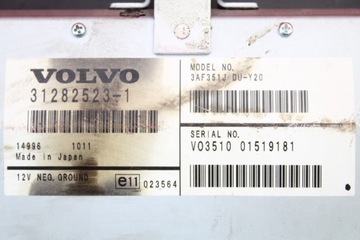 VOLVO
31282523-1
14996 1011
Made in Japan
12V NEG. GROUND
e11 023564
MODEL NO.
3AF351J DU-Y20
SERIAL NO.
VO3510 01519181